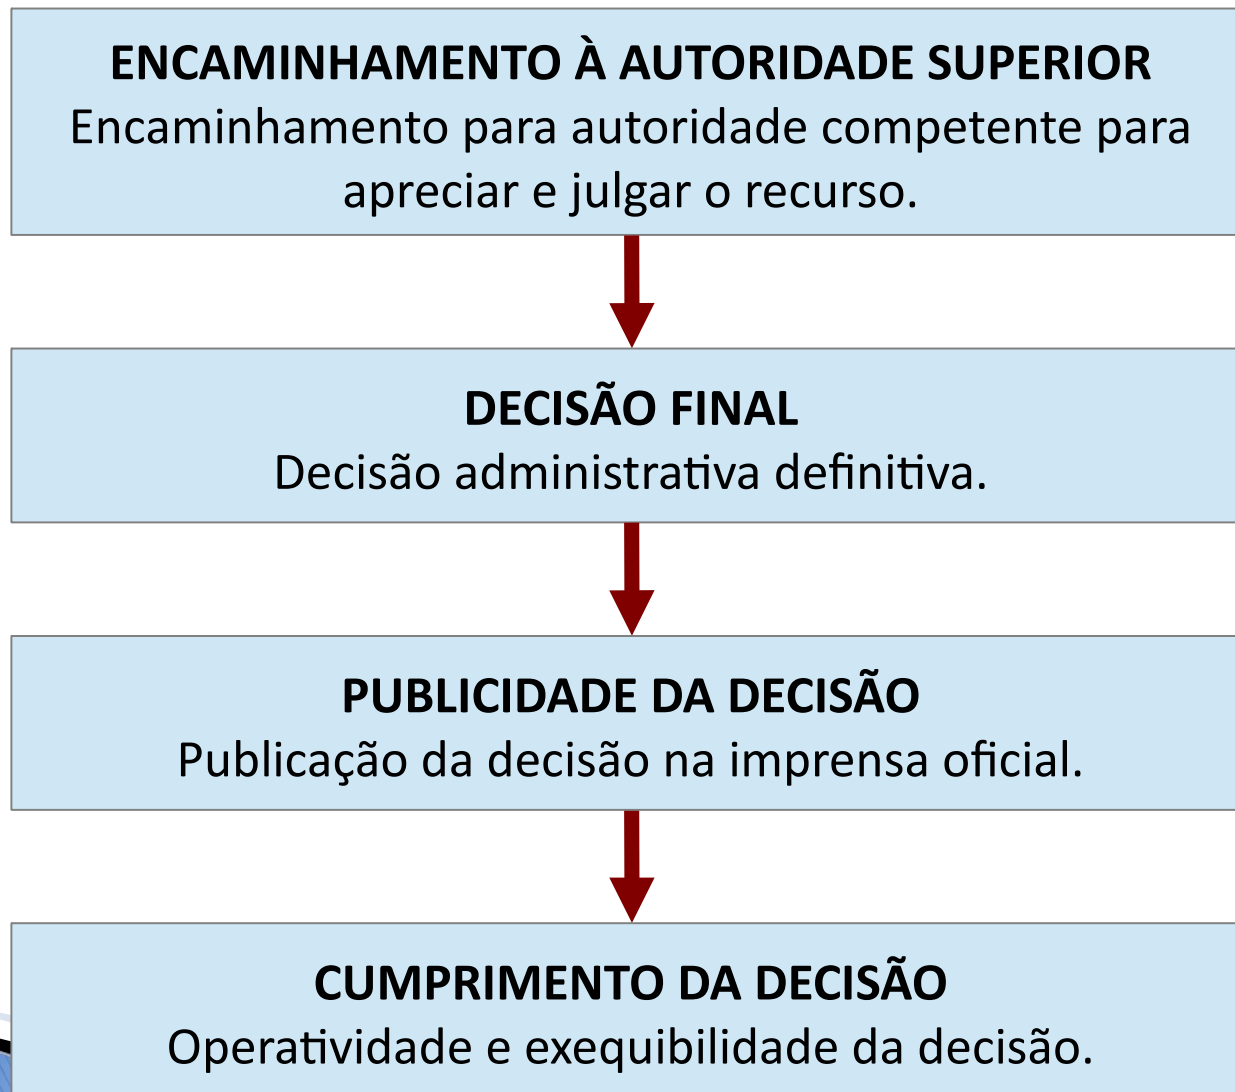 ENCAMINHAMENTO À AUTORIDADE SUPERIOR
Encaminhamento para autoridade competente para
apreciar e julgar o recurso.
DECISÃO FINAL
Decisão administrativa definitiva.
PUBLICIDADE DA DECISÃO
Publicação da decisão na imprensa oficial.
CUMPRIMENTO DA DECISÃO
Operatividade e exequibilidade da decisão.